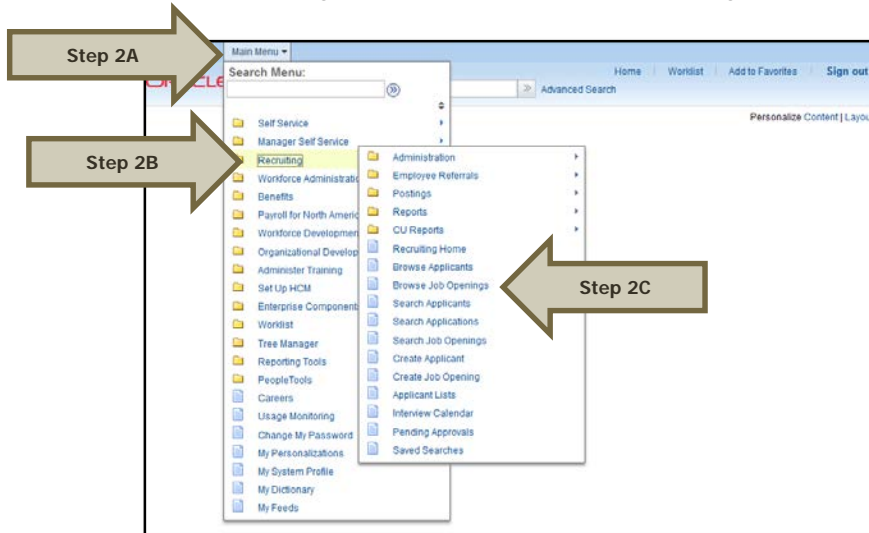 Step 2A
Main Menu
Search Menu:
Home Worklist Add to Favorites Sign out
Advanced Search
Personalize Content | Layou
Self Service
Manager Self Service
Step 2B
Recruiting
Workforce Administratio
Benefits
Payroll for North Americ
Workforce Developmen
Organizational Develop
Administer Training
Set Up HCM
Enterprise Component
Worklist
Tree Manager
Reporting Tools
PeopleTools
Careers
Usage Monitoring
Change My Password
My Personalizations
My System Profile
My Dictionary
My Feeds
Administration
Employee Referrals
Postings
Reports
CU Reports
Recruiting Home
Browse Applicants
Browse Job Openings
Step 2C
Search Applicants
Search Applications
Search Job Openings
Create Applicant
Create Job Opening
Applicant Lists
Interview Calendar
Pending Approvals
Saved Searches